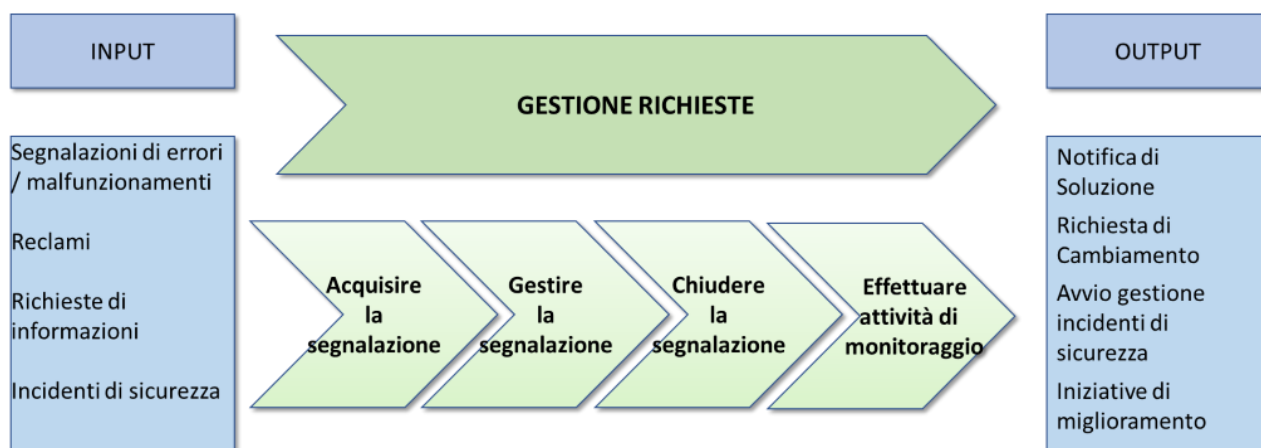 INPUT
GESTIONE RICHIESTE
OUTPUT
Segnalazioni di errori
/ malfunzionamenti
Reclami
Richieste di
informazioni
Incidenti di sicurezza
Acquisire
la
segnalazione
Gestire
la
segnalazione
Chiudere
la
segnalazione
Effettuare
attività di
monitoraggio
Notifica di
Soluzione
Richiesta di
Cambiamento
Avvio gestione
incidenti di
sicurezza
Iniziative di
miglioramento